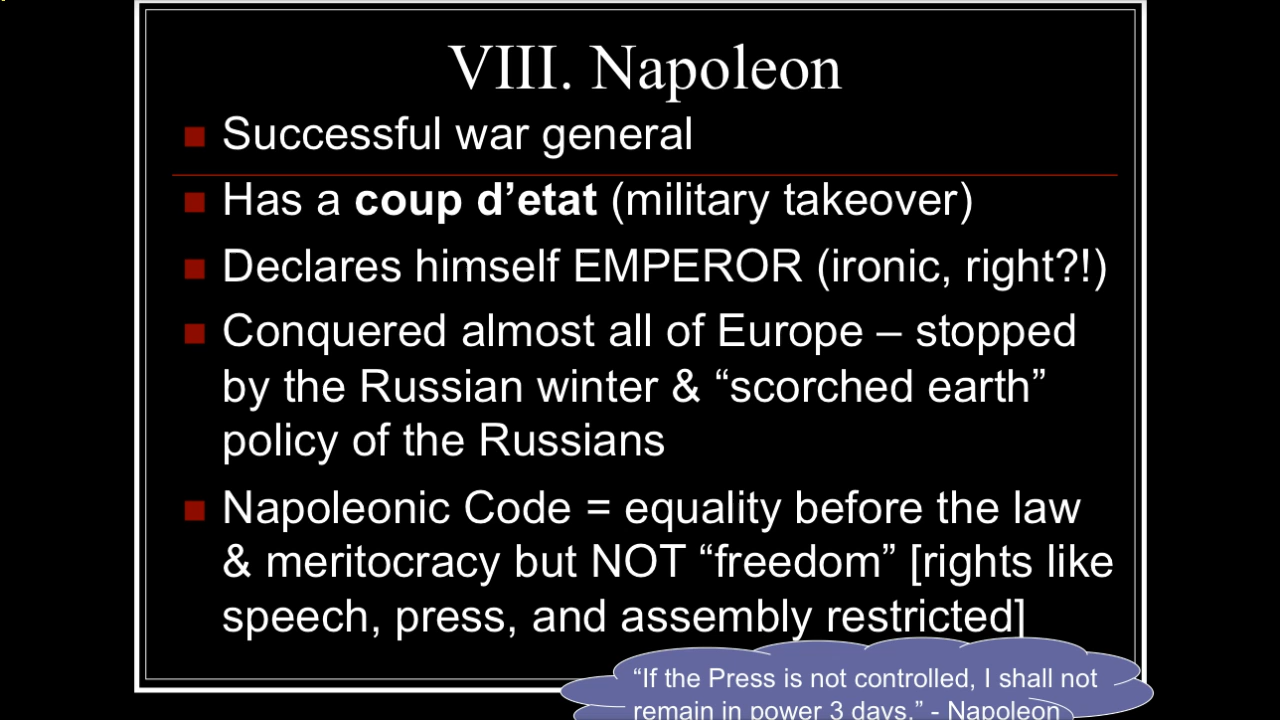 VIII. Napoleon
Successful war general
Has a coup d’etat (military takeover)
Declares himself EMPEROR (ironic, right?!)
Conquered almost all of Europe – stopped
by the Russian winter & “scorched earth”
policy of the Russians
Napoleonic Code = equality before the law
& meritocracy but NOT “freedom” [rights like
speech, press, and assembly restricted]
“If the Press is not controlled, I shall not
remain in power 3 days.” - Napoleon